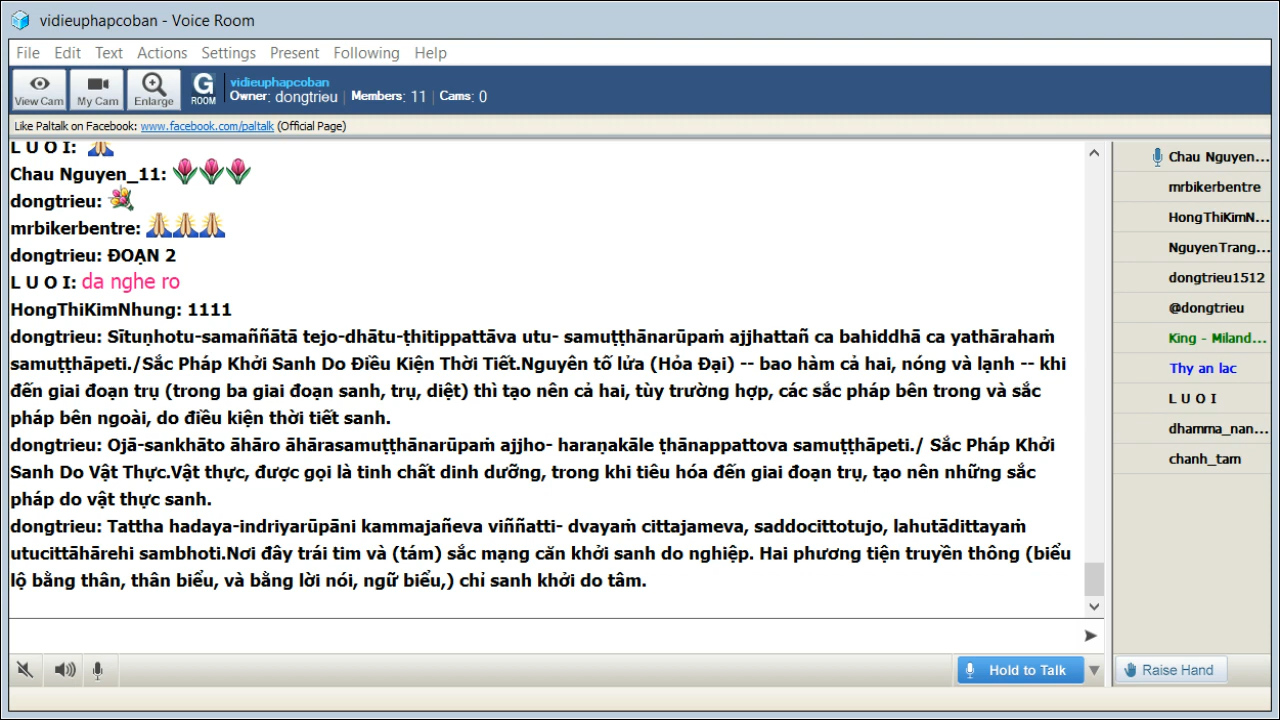 vidieuphapcoban - Voice Room
File Edit Text Actions Settings Present Following Help
View Cam My Cam Enlarge G ROOM
vidieuphapcoban
Owner: dongtrieu | Members: 11 | Cams: 0
Like Paltalk on Facebook: www.facebook.com/paltalk (Official Page)
L U O I:
Chau Nguyen_11:
dongtrieu:
mrbikerbentre:
dongtrieu: ĐOẠN 2
L U O I: da nghe ro
HongThiKimNhung: 1111
dongtrieu: Sītuṇhotu-samaññātā tejo-dhātu-ṭhitippattāva utu- samuṭṭhānarūpaṁ ajjhattañ ca bahiddhā ca yathārahaṁ
samuṭṭhāpeti./Sắc Pháp Khởi Sanh Do Điều Kiện Thời Tiết.Nguyên tố lửa (Hỏa Đại) -- bao hàm cả hai, nóng và lạnh -- khi
đến giai đoạn trụ (trong ba giai đoạn sanh, trụ, diệt) thì tạo nên cả hai, tùy trường hợp, các sắc pháp bên trong và sắc
pháp bên ngoài, do điều kiện thời tiết sanh.
dongtrieu: Ojā-sankhāto āhāro āhārasamuṭṭhānarūpaṁ ajjho- haraṇakāle ṭhānappattova samuṭṭhāpeti./ Sắc Pháp Khởi
Sanh Do Vật Thực.Vật thực, được gọi là tinh chất dinh dưỡng, trong khi tiêu hóa đến giai đoạn trụ, tạo nên những sắc
pháp do vật thực sanh.
dongtrieu: Tattha hadaya-indriyarūpāni kammajañeva viññatti- dvayaṁ cittajameva, saddocittotujo, lahutādittayaṁ
utucittāhārehi sambhoti.Nơi đây trái tim và (tám) sắc mạng căn khởi sanh do nghiệp. Hai phương tiện truyền thông (biểu
lộ bằng thân, thân biểu, và bằng lời nói, ngữ biểu,) chỉ sanh khởi do tâm.
Chau Nguyen...
mrbikerbentre
HongThiKimN...
NguyenTrang...
dongtrieu1512
@dongtrieu
King - Miland...
Thy an lac
L U O I
dhamma_nan...
chanh_tam
Hold to Talk
Raise Hand